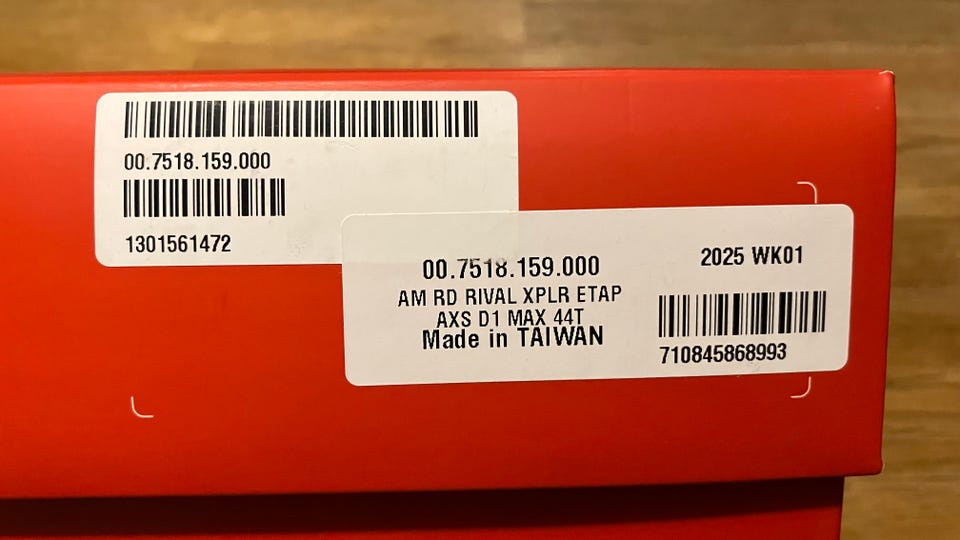 00.7518.159.000
1301561472
00.7518.159.000
AM RD RIVAL XPLR ETAP
AXS D1 MAX 44T
Made in TAIWAN
2025 WK01
710845868993